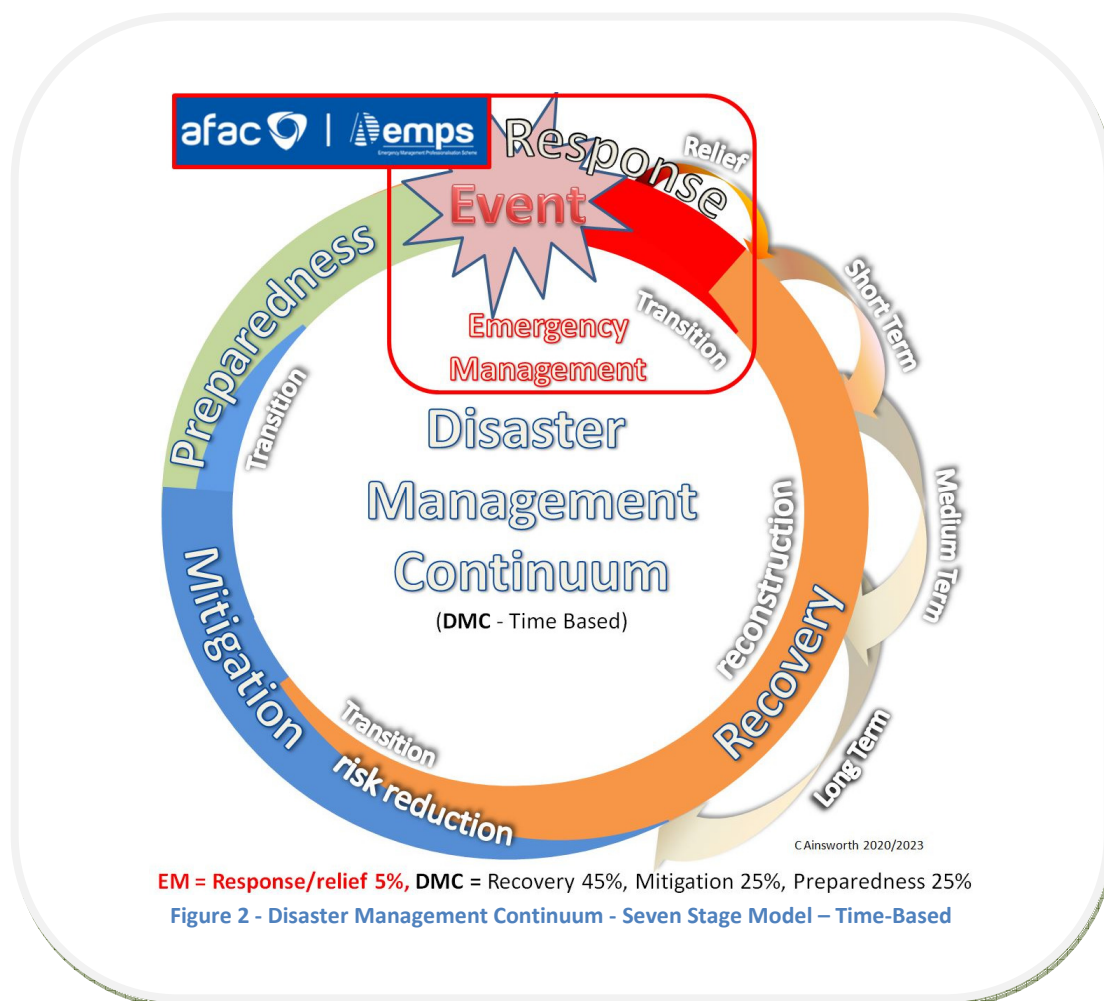 afac | aemps
Emergency Management Professionalisation Scheme
Response
Relief
Event
Preparedness
Short Term
Transition
Emergency
Management
Transition
Disaster
Management
Continuum
(DMC - Time Based)
Medium Term
reconstruction
Recovery
Mitigation
Transition
risk reduction
Long Term
C Ainsworth 2020/2023
EM = Response/relief 5%, DMC = Recovery 45%, Mitigation 25%, Preparedness 25%
Figure 2 - Disaster Management Continuum - Seven Stage Model – Time-Based